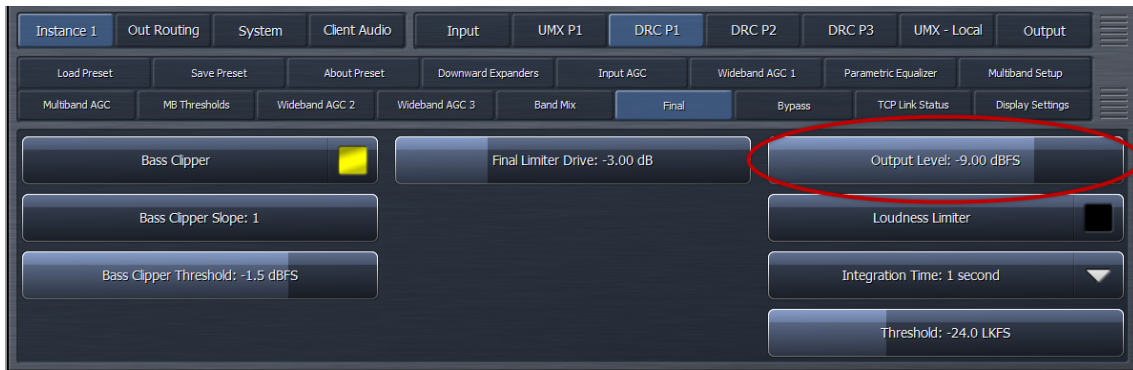 Instance 1 Out Routing System Client Audio Input UMX P1 DRC P1 DRC P2 DRC P3 UMX - Local Output
Load Preset Save Preset About Preset Downward Expanders Input AGC Wideband AGC 1 Parametric Equalizer Multiband Setup
Multiband AGC MB Thresholds Wideband AGC 2 Wideband AGC 3 Band Mix Final Bypass TCP Link Status Display Settings
Bass Clipper Final Limiter Drive: -3.00 dB Output Level: -9.00 dBFS
Bass Clipper Slope: 1 Loudness Limiter
Bass Clipper Threshold: -1.5 dBFS Integration Time: 1 second
Threshold: -24.0 LKFS